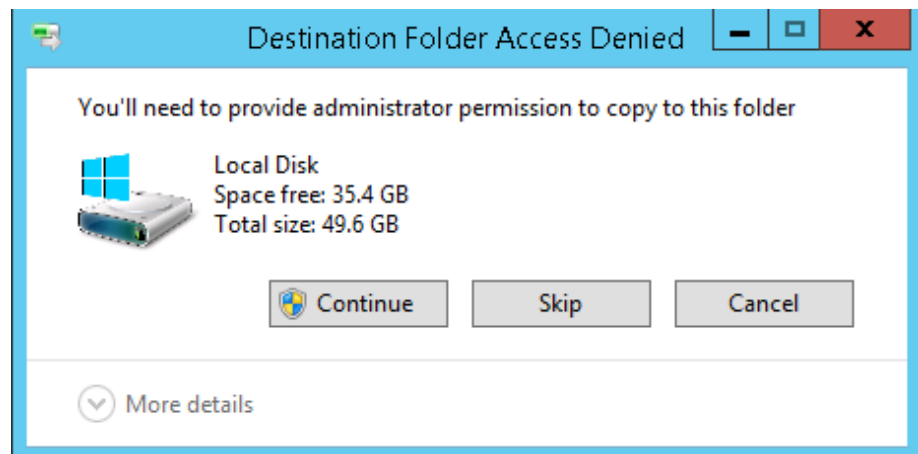 Destination Folder Access Denied
You'll need to provide administrator permission to copy to this folder
Local Disk
Space free: 35.4 GB
Total size: 49.6 GB
Continue
Skip
Cancel
More details